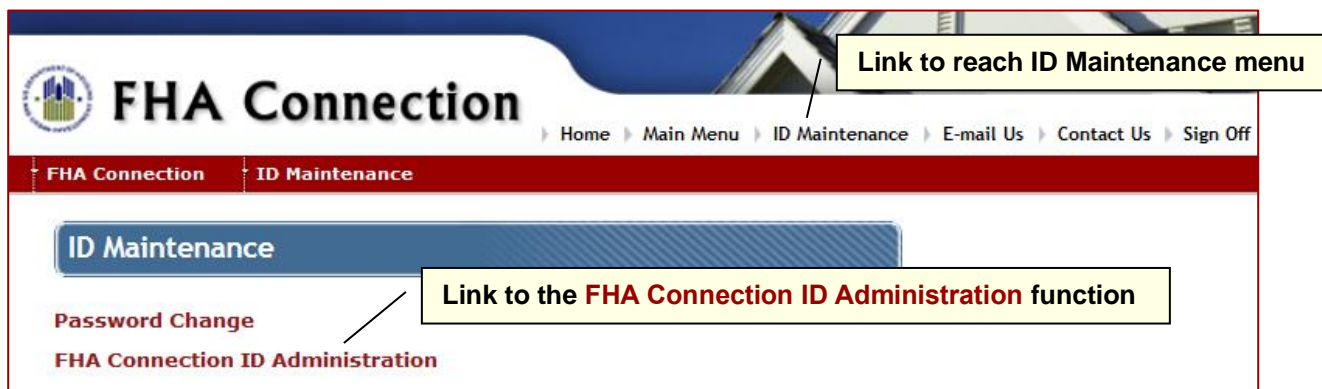 Link to reach ID Maintenance menu
FHA Connection
Home Main Menu ID Maintenance E-mail Us Contact Us Sign Off
FHA Connection ID Maintenance
ID Maintenance
Link to the FHA Connection ID Administration function
Password Change
FHA Connection ID Administration